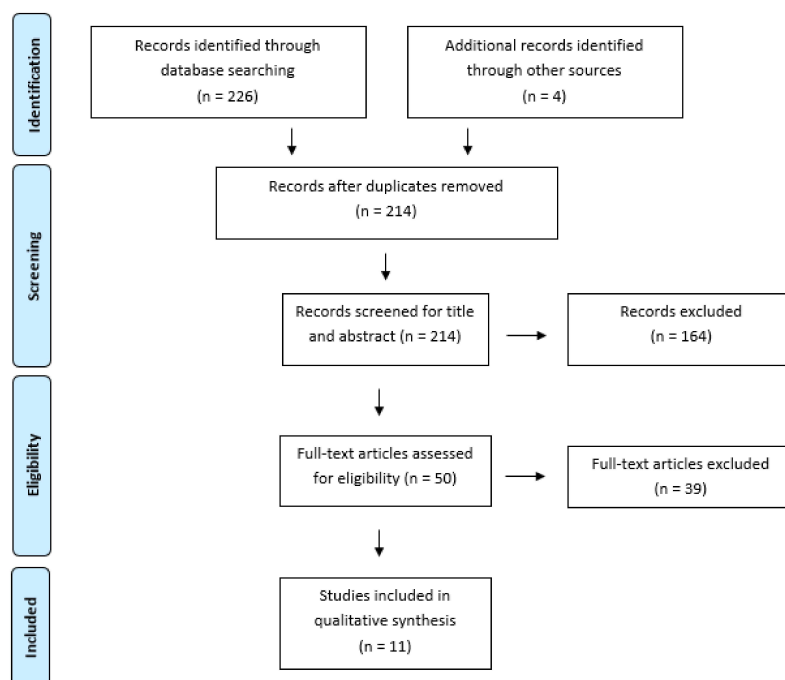 Identification
Records identified through
database searching
(n = 226)
Additional records identified
through other sources
(n = 4)
Screening
Records after duplicates removed
(n = 214)
Records screened for title
and abstract (n = 214)
Records excluded
(n = 164)
Eligibility
Full-text articles assessed
for eligibility (n = 50)
Full-text articles excluded
(n = 39)
Included
Studies included in
qualitative synthesis
(n = 11)